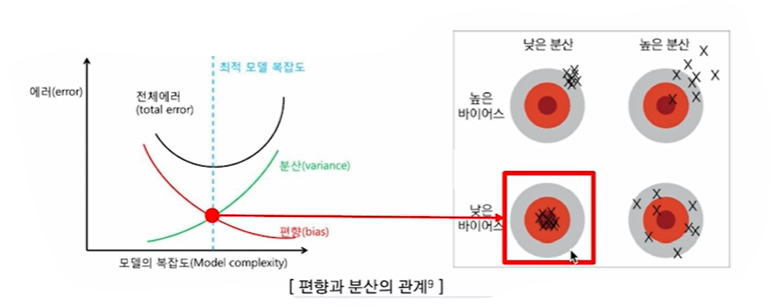 에러(error)
전체에러
(total error)
최적 모델 복잡도
분산(variance)
편향(bias)
모델의 복잡도(Model complexity)
낮은 분산
높은 분산
높은
바이어스
낮은
바이어스
[ 편향과 분산의 관계⁹ ]